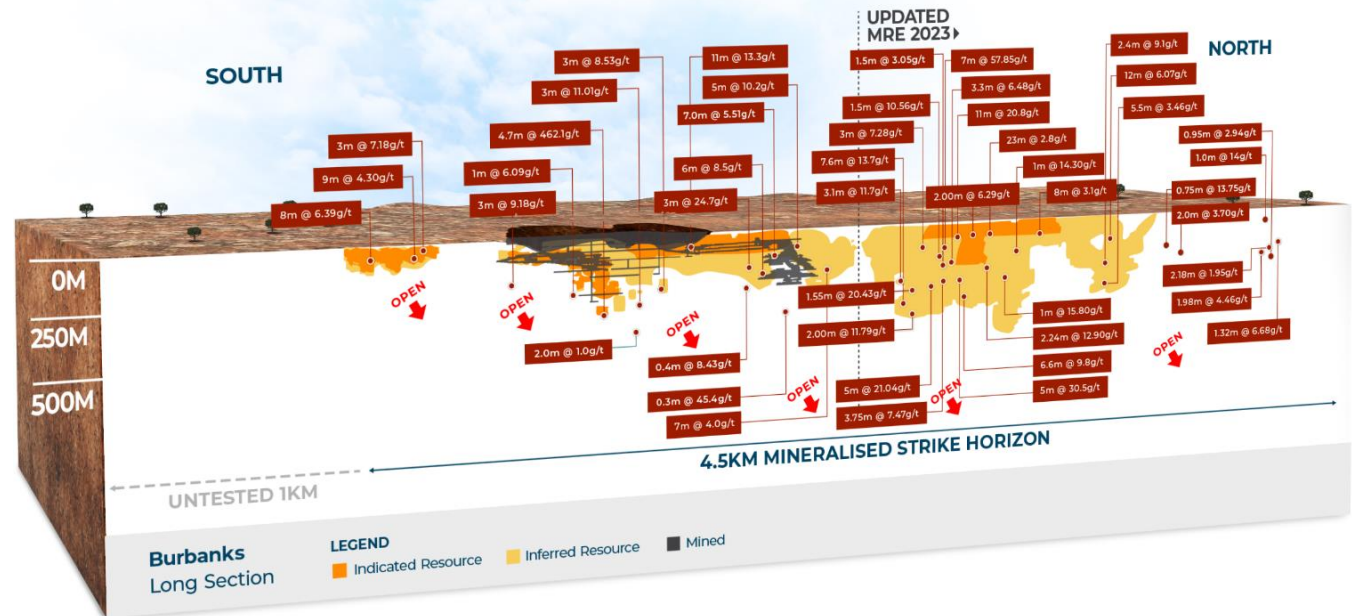 UPDATED
MRE 2023
SOUTH
NORTH
3m @ 8.53g/t
11m @ 13.3g/t
1.5m @ 3.05g/t
7m @ 57.85g/t
2.4m @ 9.1g/t
3m @ 11.01g/t
5m @ 10.2g/t
3.3m @ 6.48g/t
12m @ 6.07g/t
4.7m @ 462.1g/t
7.0m @ 5.51g/t
1.5m @ 10.56g/t
11m @ 20.8g/t
5.5m @ 3.46g/t
3m @ 7.18g/t
3m @ 7.28g/t
23m @ 2.8g/t
0.95m @ 2.94g/t
9m @ 4.30g/t
1m @ 6.09g/t
6m @ 8.5g/t
7.6m @ 13.7g/t
1m @ 14.30g/t
1.0m @ 14g/t
8m @ 6.39g/t
3m @ 9.18g/t
3m @ 24.7g/t
3.1m @ 11.7g/t
2.00m @ 6.29g/t
8m @ 3.1g/t
0.75m @ 13.75g/t
2.0m @ 3.70g/t
0M
250M
500M
OPEN
OPEN
OPEN
OPEN
OPEN
OPEN
1.55m @ 20.43g/t
2.18m @ 1.95g/t
2.00m @ 11.79g/t
1m @ 15.80g/t
1.98m @ 4.46g/t
2.0m @ 1.0g/t
2.24m @ 12.90g/t
1.32m @ 6.68g/t
0.4m @ 8.43g/t
6.6m @ 9.8g/t
0.3m @ 45.4g/t
5m @ 21.04g/t
5m @ 30.5g/t
7m @ 4.0g/t
3.75m @ 7.47g/t
4.5KM MINERALISED STRIKE HORIZON
UNTESTED 1KM
Burbanks
Long Section
LEGEND
Indicated Resource
Inferred Resource
Mined